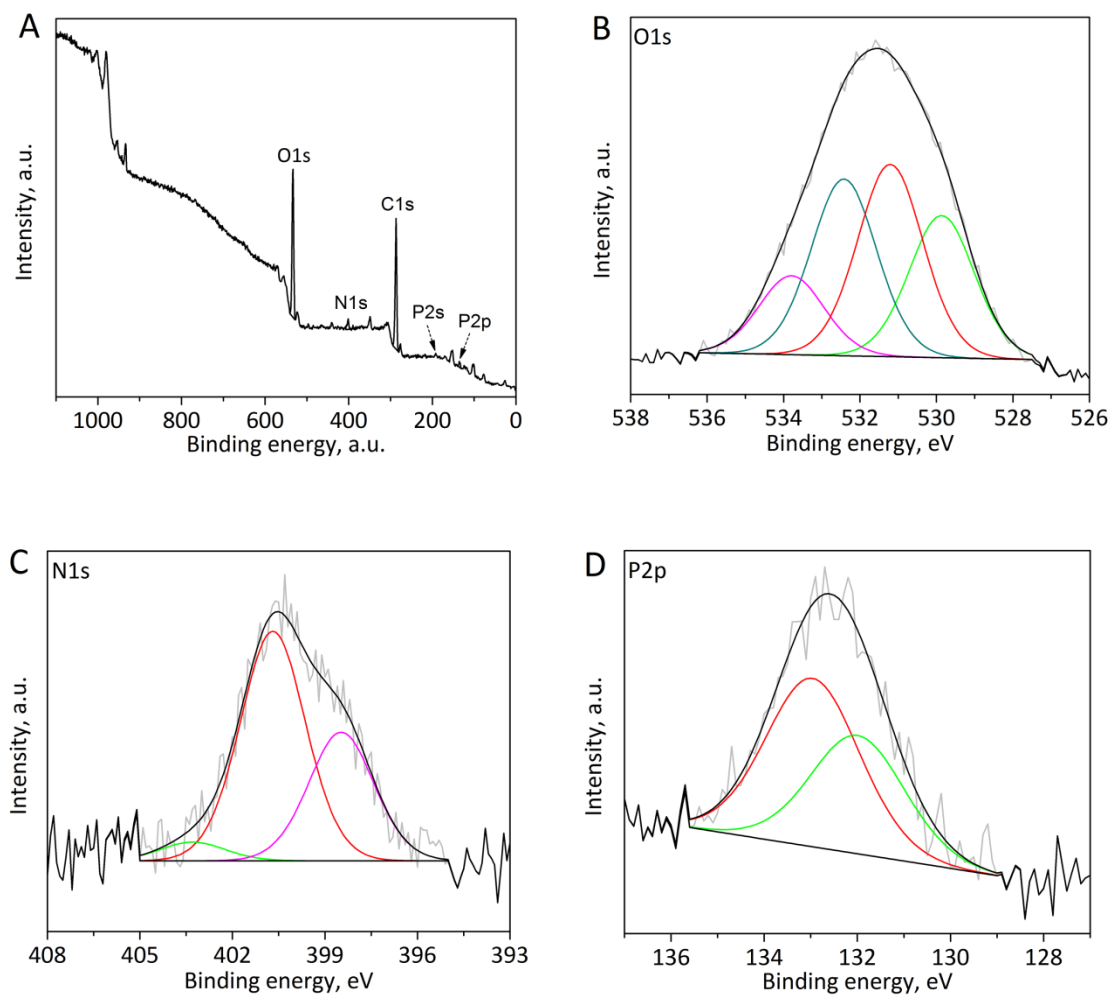 A
O1s
C1s
N1s
P2s
P2p
Intensity, a.u.
1000 800 600 400 200 0
Binding energy, a.u.
B
O1s
Intensity, a.u.
538 536 534 532 530 528 526
Binding energy, eV
C
N1s
Intensity, a.u.
408 405 402 399 396 393
Binding energy, eV
D
P2p
Intensity, a.u.
136 134 132 130 128
Binding energy, eV